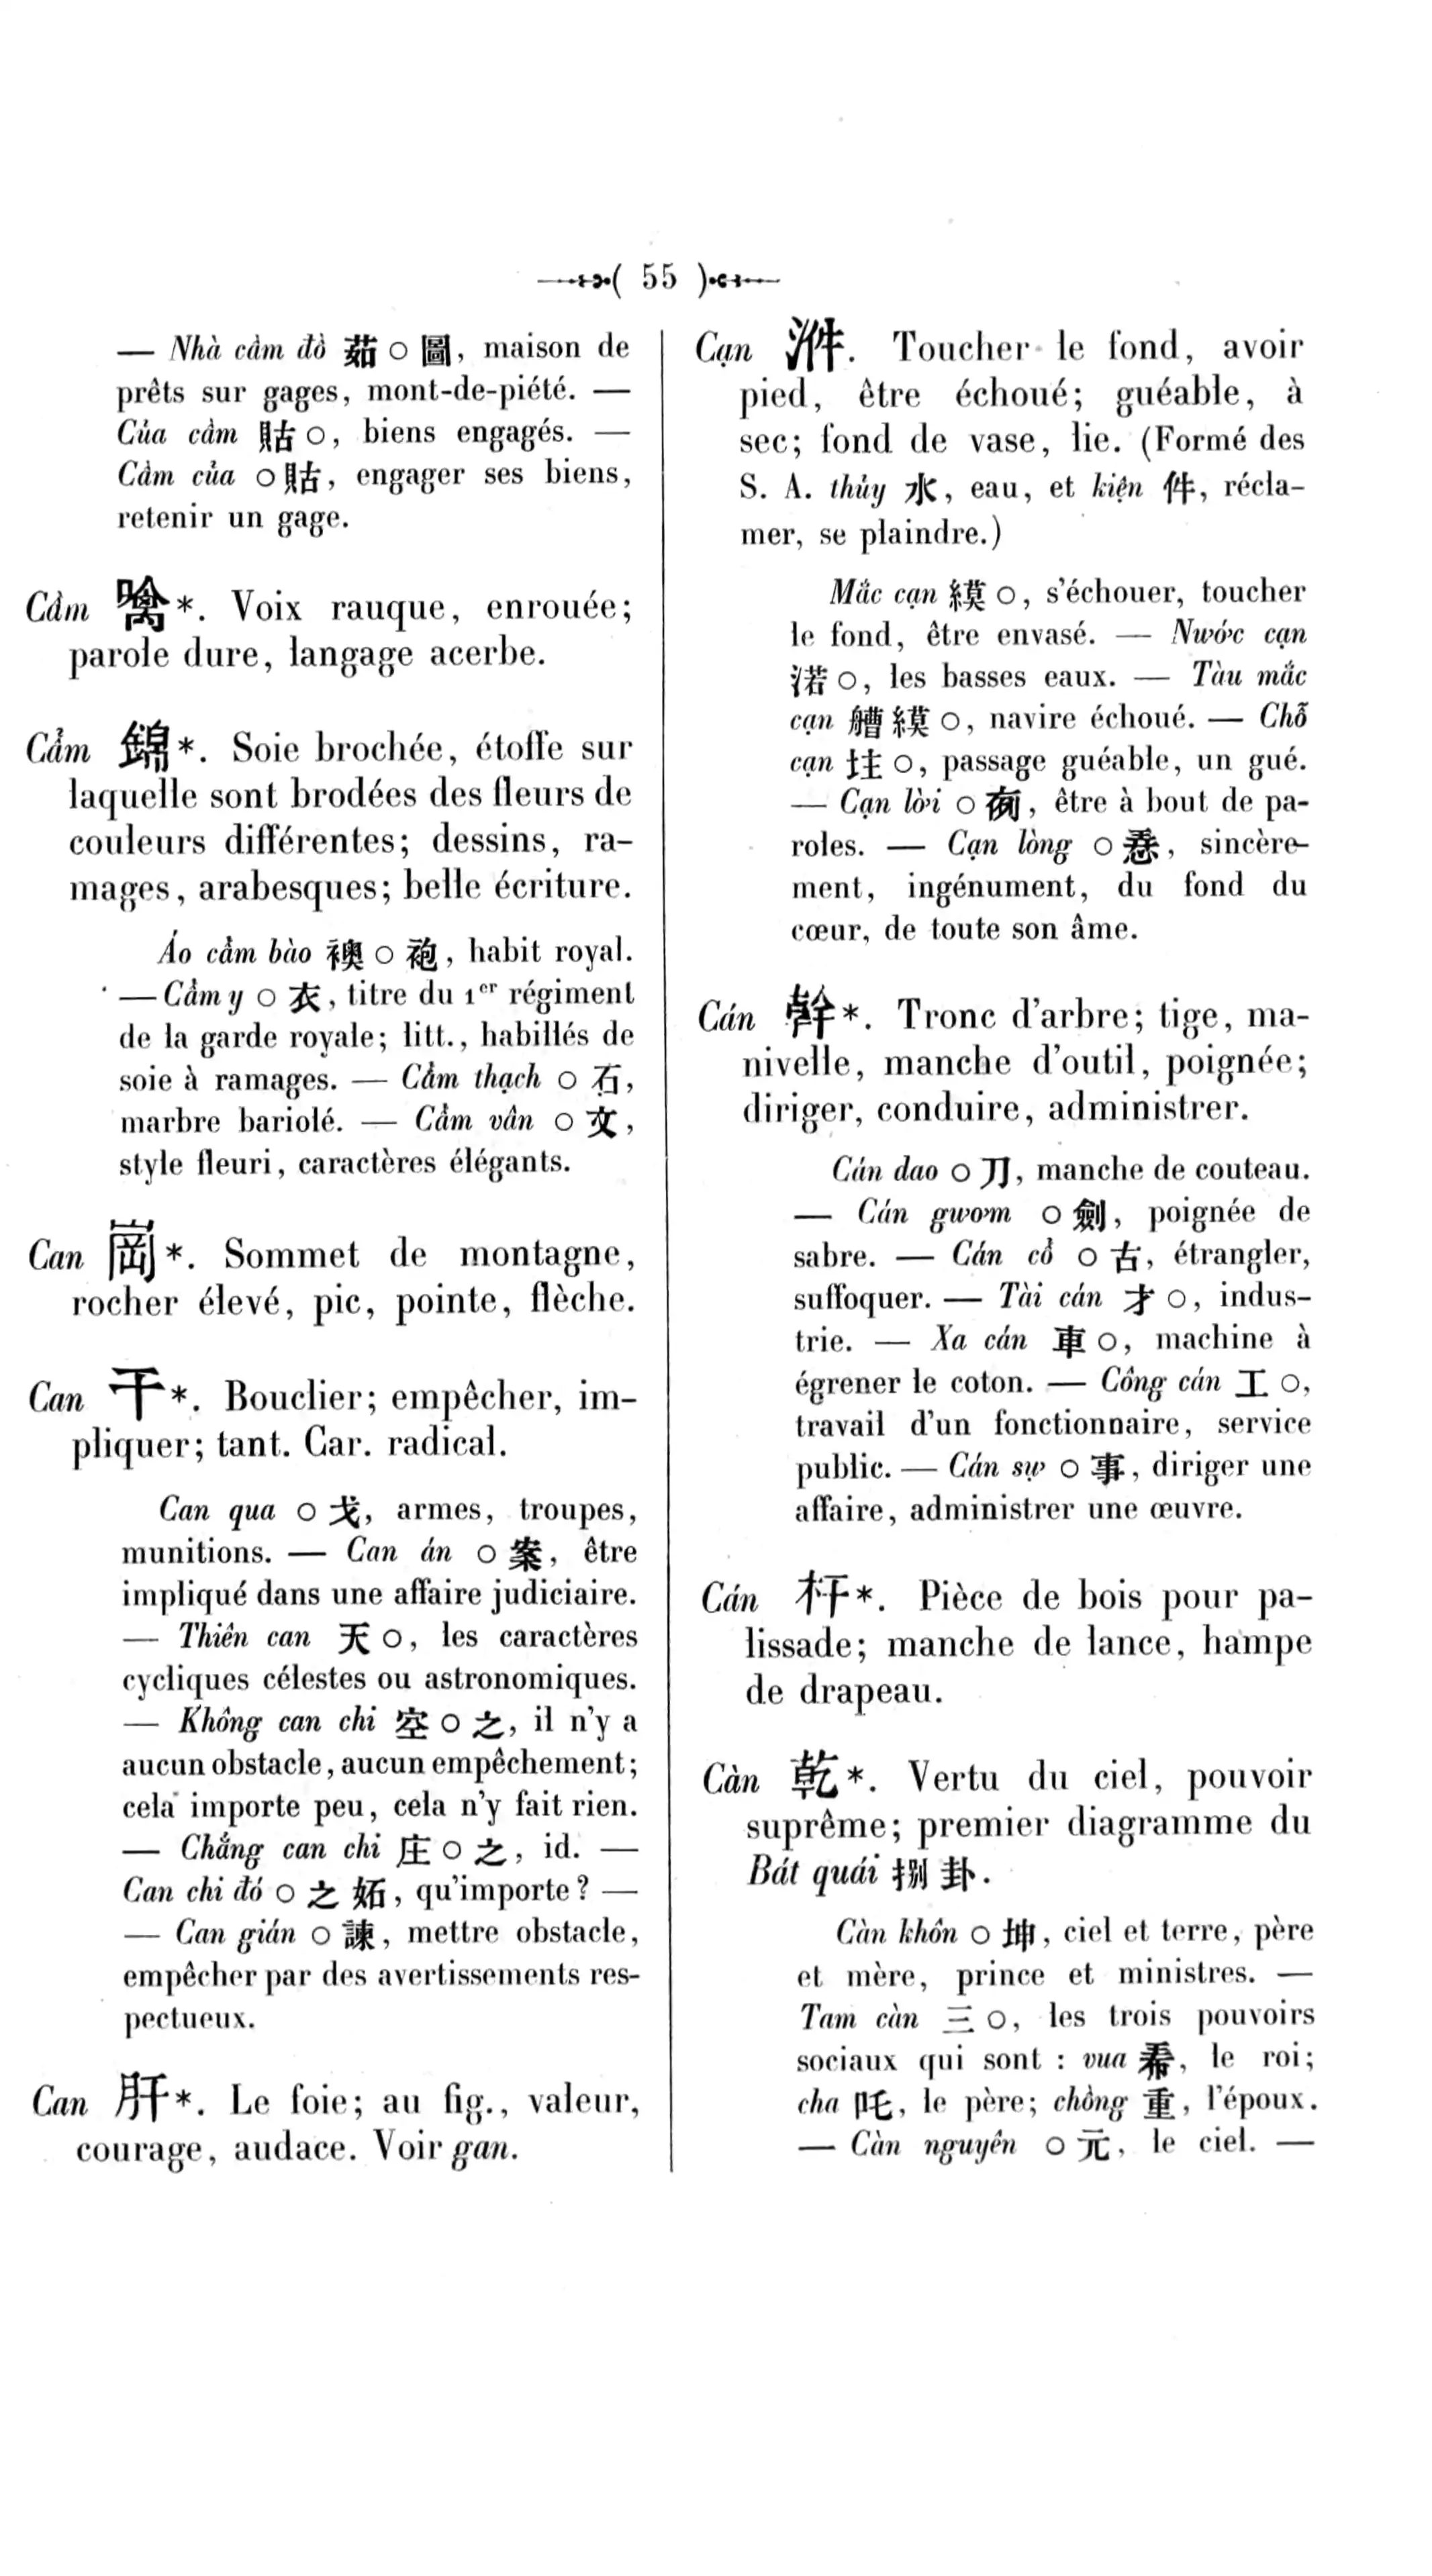 ( 55 )
— Nhà cầm đồ 茹 ○ 圖, maison de
prêts sur gages, mont-de-piété. —
Của cầm 貼 ○, biens engagés. —
Cầm của ○ 貼, engager ses biens,
retenir un gage.
Cầm 噙*. Voix rauque, enrouée;
parole dure, langage acerbe.
Cẩm 錦*. Soie brochée, étoffe sur
laquelle sont brodées des fleurs de
couleurs différentes; dessins, ra-
mages, arabesques; belle écriture.
Áo cẩm bào 襖 ○ 袍, habit royal.
— Cẩm y ○ 衣, titre du 1er régiment
de la garde royale; litt., habillés de
soie à ramages. — Cẩm thạch ○ 石,
marbre bariolé. — Cẩm vân ○ 文,
style fleuri, caractères élégants.
Can 崗*. Sommet de montagne,
rocher élevé, pic, pointe, flèche.
Can 干*. Bouclier; empêcher, im-
pliquer; tant. Car. radical.
Can qua ○ 戈, armes, troupes,
munitions. — Can án ○ 案, être
impliqué dans une affaire judiciaire.
— Thiên can 天 ○, les caractères
cycliques célestes ou astronomiques.
— Không can chi 空 ○ 之, il n'y a
aucun obstacle, aucun empêchement;
cela importe peu, cela n'y fait rien.
— Chẳng can chi 庄 ○ 之, id. —
Can chi đó ○ 之 妬, qu'importe? —
— Can gián ○ 諫, mettre obstacle,
empêcher par des avertissements res-
pectueux.
Can 肝*. Le foie; au fig., valeur,
courage, audace. Voir gan.
Cạn 汼. Toucher le fond, avoir
pied, être échoué; guéable, à
sec; fond de vase, lie. (Formé des
S. A. thủy 水, eau, et kiện 件, récla-
mer, se plaindre.)
Mắc cạn 縸 ○, s'échouer, toucher
le fond, être envasé. — Nước cạn
渃 ○, les basses eaux. — Tàu mắc
cạn 艚 縸 ○, navire échoué. — Chỗ
cạn 拄 ○, passage guéable, un gué.
— Cạn lời ○, être à bout de pa-
roles. — Cạn lòng ○, sincère-
ment, ingénument, du fond du
cœur, de toute son âme.
Cán 幹*. Tronc d'arbre; tige, ma-
nivelle, manche d'outil, poignée;
diriger, conduire, administrer.
Cán dao ○ 刀, manche de couteau.
— Cán gươm ○ 劍, poignée de
sabre. — Cán cổ ○ 古, étrangler,
suffoquer. — Tài cán 才 ○, indus-
trie. — Xa cán 車 ○, machine à
égrener le coton. — Công cán 工 ○,
travail d'un fonctionnaire, service
public. — Cán sự ○ 事, diriger une
affaire, administrer une œuvre.
Cán 杆*. Pièce de bois pour pa-
lissade; manche de lance, hampe
de drapeau.
Càn 乾*. Vertu du ciel, pouvoir
suprême; premier diagramme du
Bát quái 捌 卦.
Càn khôn ○ 坤, ciel et terre, père
et mère, prince et ministres. —
Tam càn 三 ○, les trois pouvoirs
sociaux qui sont : vua, le roi;
cha 吒, le père; chồng 重, l'époux.
— Càn nguyên ○ 元, le ciel. —